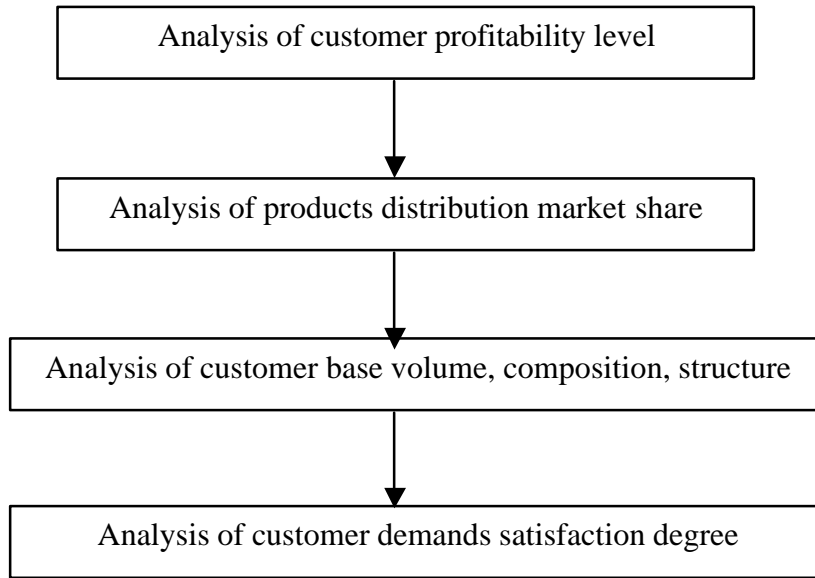 Analysis of customer profitability level
Analysis of products distribution market share
Analysis of customer base volume, composition, structure
Analysis of customer demands satisfaction degree